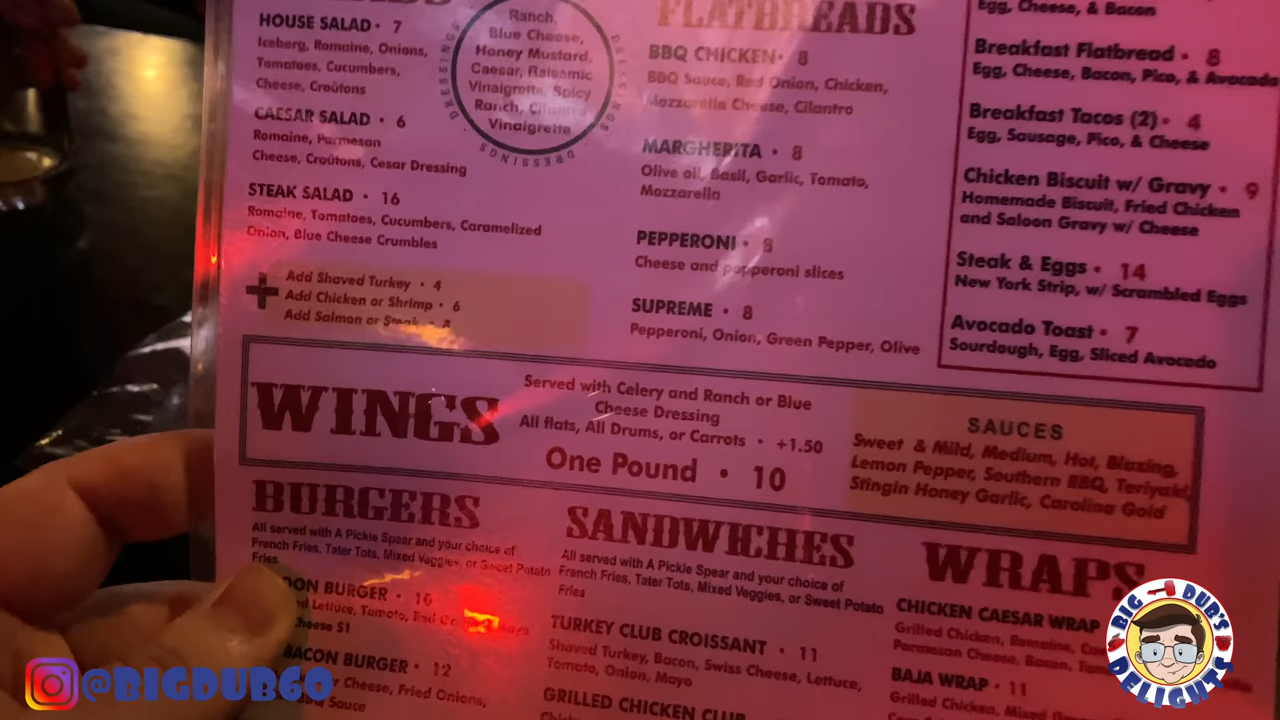 HOUSE SALAD • 7
Iceberg, Romaine, Onions,
Tomatoes, Cucumbers,
Cheese, Croûtons
CAESAR SALAD • 6
Romaine, Parmesan
Cheese, Croûtons, Cesar Dressing
STEAK SALAD • 16
Romaine, Tomatoes, Cucumbers, Caramelized
Onion, Blue Cheese Crumbles
+
Add Shaved Turkey • 4
Add Chicken or Shrimp • 6
Add Salmon or Steak • 8
Ranch,
Blue Cheese,
Honey Mustard,
Caesar, Balsamic
Vinaigrette, Spicy
Ranch, Cilantro
Vinaigrette
DRESSINGS • DRESSINGS • DRESSINGS
FLATBREADS
BBQ CHICKEN • 8
BBQ Sauce, Red Onion, Chicken,
Mozzarella Cheese, Cilantro
MARGHERITA • 8
Olive oil, Basil, Garlic, Tomato,
Mozzarella
PEPPERONI • 8
Cheese and pepperoni slices
SUPREME • 8
Pepperoni, Onion, Green Pepper, Olive
Egg, Cheese, & Bacon
Breakfast Flatbread • 8
Egg, Cheese, Bacon, Pico, & Avocado
Breakfast Tacos (2) • 4
Egg, Sausage, Pico, & Cheese
Chicken Biscuit w/ Gravy • 9
Homemade Biscuit, Fried Chicken
and Saloon Gravy w/ Cheese
Steak & Eggs • 14
New York Strip, w/ Scrambled Eggs
Avocado Toast • 7
Sourdough, Egg, Sliced Avocado
WINGS
Served with Celery and Ranch or Blue
Cheese Dressing
All flats, All Drums, or Carrots • +1.50
One Pound • 10
SAUCES
Sweet & Mild, Medium, Hot, Blazing,
Lemon Pepper, Southern BBQ, Teriyaki,
Stingin Honey Garlic, Carolina Gold
BURGERS
All served with A Pickle Spear and your choice of
French Fries, Tater Tots, Mixed Veggies, or Sweet Potato
Fries
OON BURGER • 10
Lettuce, Tomato, Red Onion, Mayo
Cheese $1
BACON BURGER • 12
Cheese, Fried Onions,
BBQ Sauce
SANDWICHES
All served with A Pickle Spear and your choice of
French Fries, Tater Tots, Mixed Veggies, or Sweet Potato
Fries
TURKEY CLUB CROISSANT • 11
Shaved Turkey, Bacon, Swiss Cheese, Lettuce,
Tomato, Onion, Mayo
GRILLED CHICKEN CLUB
WRAPS
CHICKEN CAESAR WRAP
Grilled Chicken, Romaine,
Parmesan Cheese, Bacon,
BAJA WRAP • 11
Grilled Chicken, Mixed
@BIGDUB60
BIG DUB'S
DELIGHTS